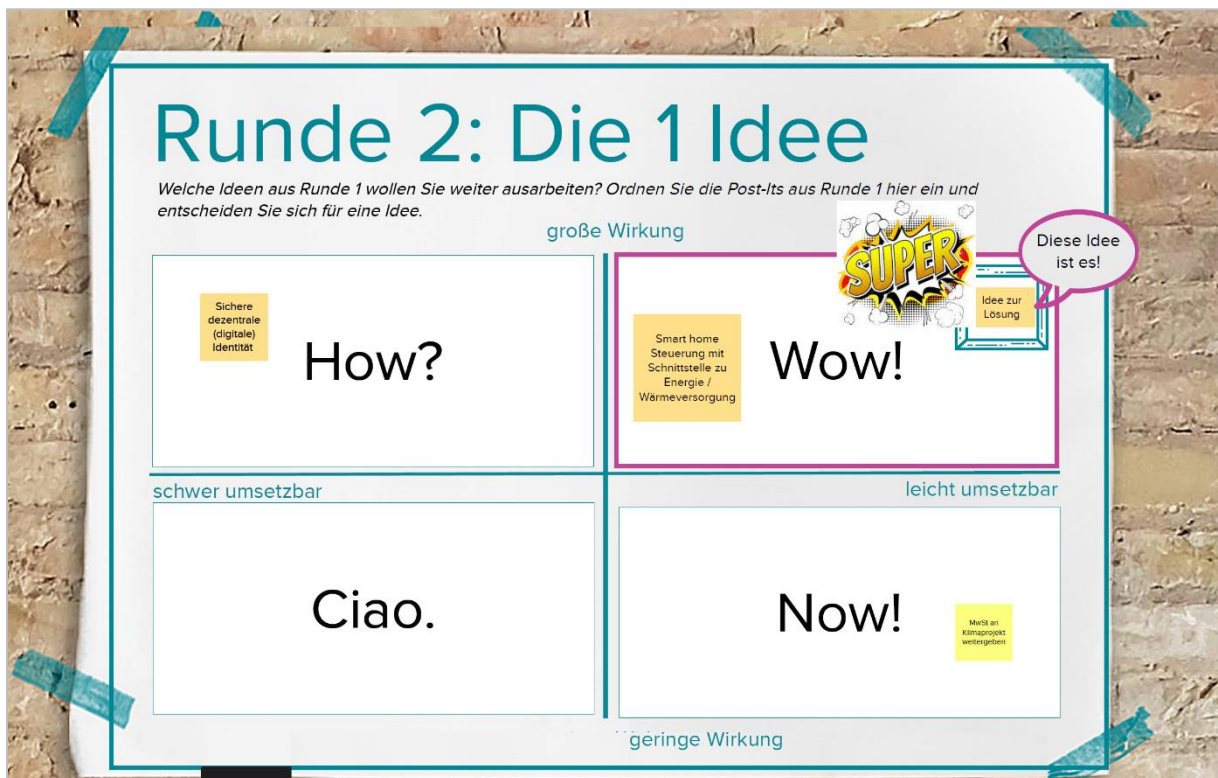 Runde 2: Die 1 Idee
Welche Ideen aus Runde 1 wollen Sie weiter ausarbeiten? Ordnen Sie die Post-Its aus Runde 1 hier ein und
entscheiden Sie sich für eine Idee.
große Wirkung
SUPER
Diese Idee
ist es!
Idee zur
Lösung
Sichere
dezentrale
(digitale)
Identität
How?
Smart home
Steuerung mit
Schnittstelle zu
Energie /
Wärmeversorgung
Wow!
schwer umsetzbar
leicht umsetzbar
Ciao.
Now!
MwSt an
Klimaprojekt
weitergeben
geringe Wirkung